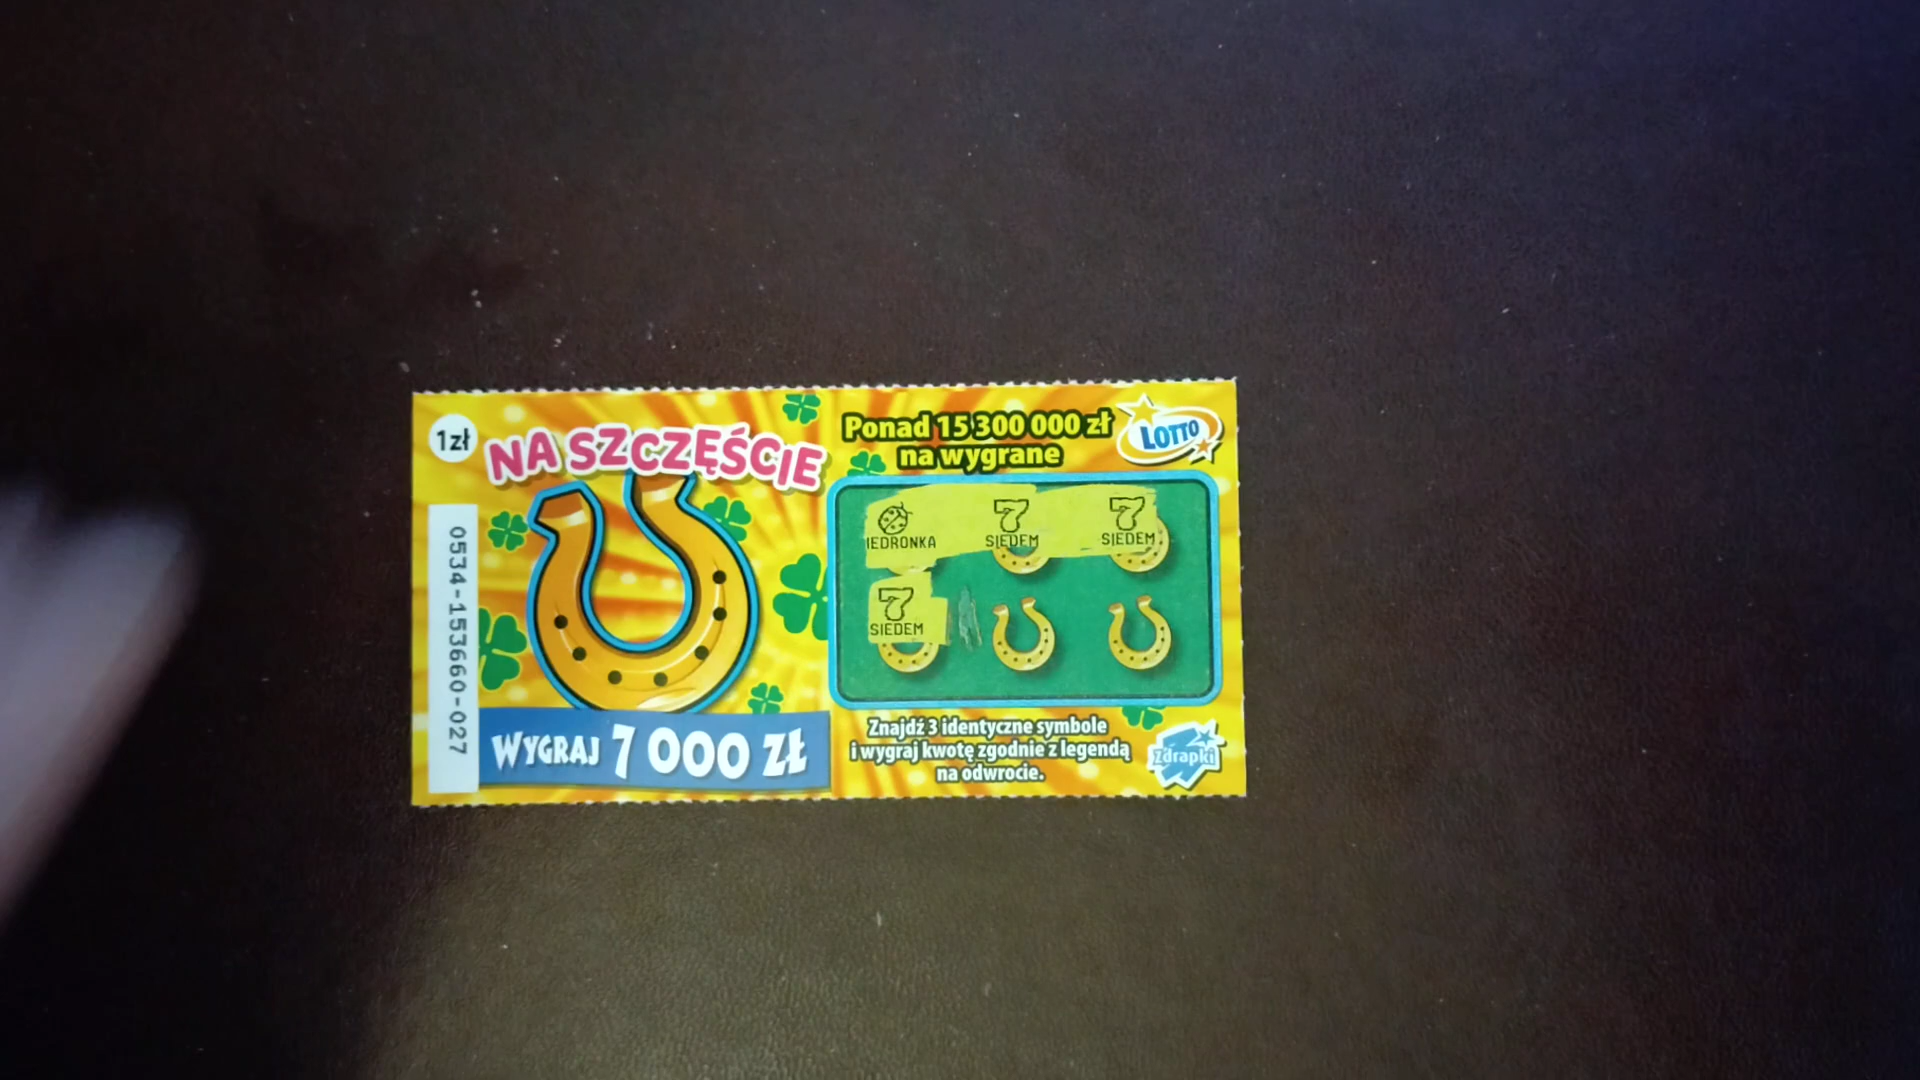 1zł
NA SZCZĘŚCIE
0534-153660-027
WYGRAJ 7 000 ZŁ
Ponad 15 300 000 zł
na wygrane
LOTTO
7 7
IEDRONKA SIEDEM SIEDEM
7
SIEDEM
Znajdź 3 identyczne symbole
i wygraj kwotę zgodnie z legendą
na odwrocie.
Zdrapki